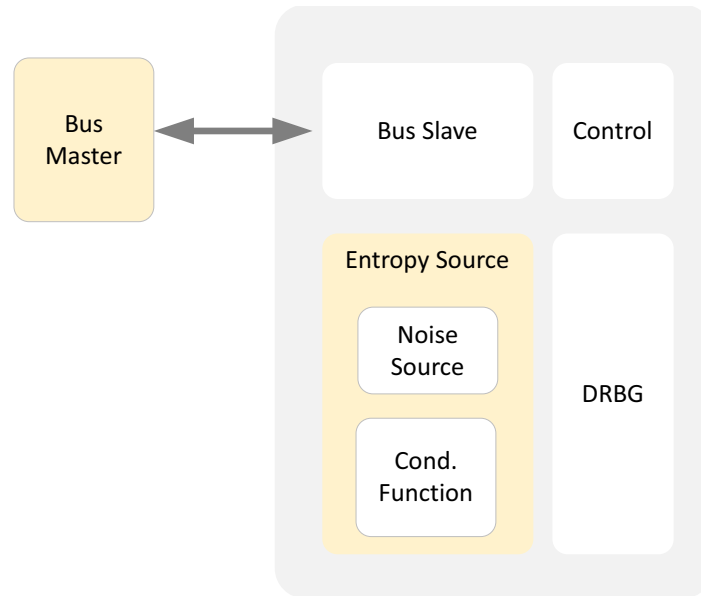 Bus
Master
Bus Slave
Control
Entropy Source
Noise
Source
Cond.
Function
DRBG